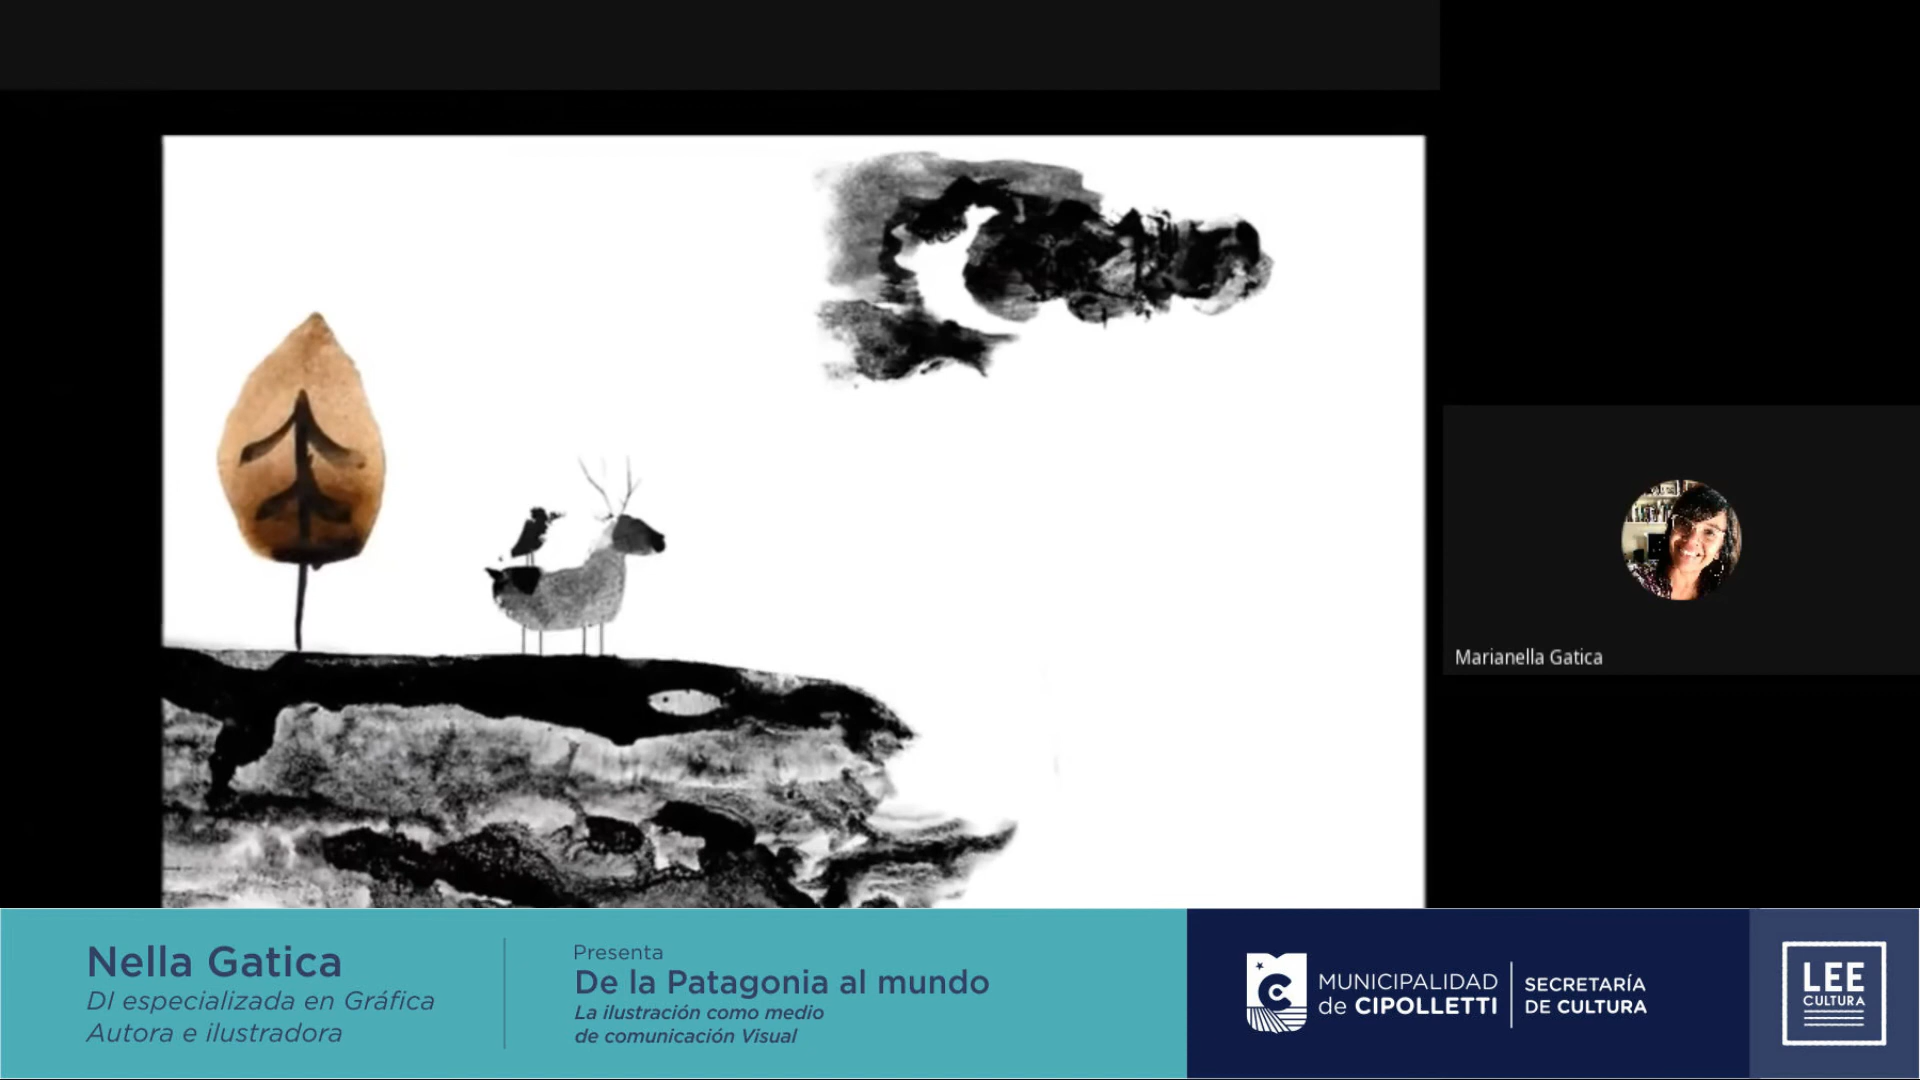 Marianella Gatica
Nella Gatica
DI especializada en Gráfica
Autora e ilustradora
Presenta
De la Patagonia al mundo
La ilustración como medio
de comunicación Visual
MUNICIPALIDAD
de CIPOLLETTI
SECRETARÍA
DE CULTURA
LEE
CULTURA